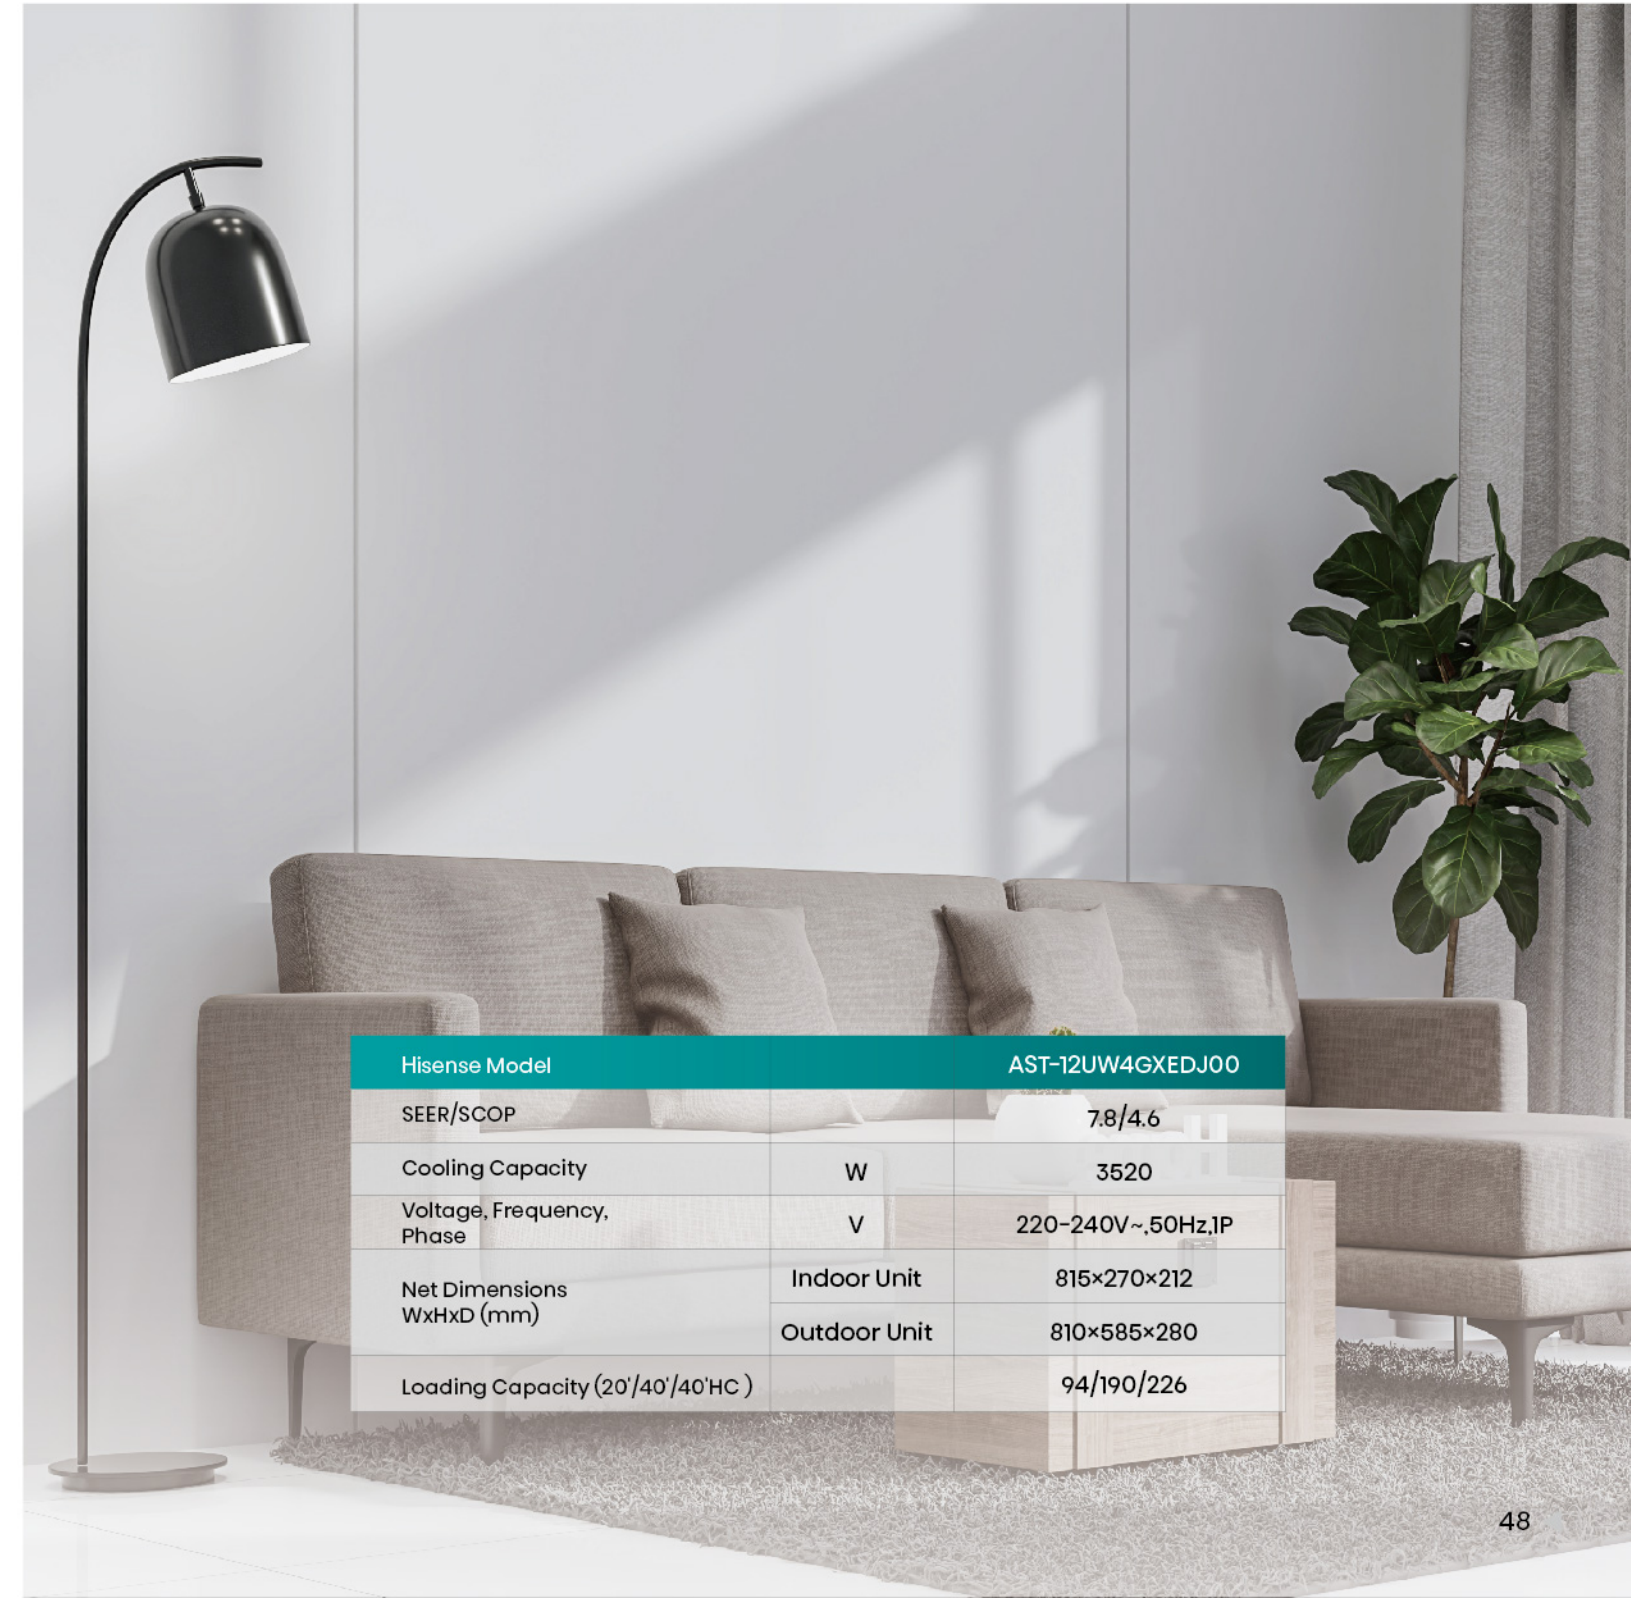 Hisense Model AST-12UW4GXEDJ00
SEER/SCOP 7.8/4.6
Cooling Capacity W 3520
Voltage, Frequency,
Phase V 220-240V~,50Hz,1P
Net Dimensions
WxHxD (mm)
Indoor Unit 815×270×212
Outdoor Unit 810×585×280
Loading Capacity (20'/40'/40'HC ) 94/190/226
48